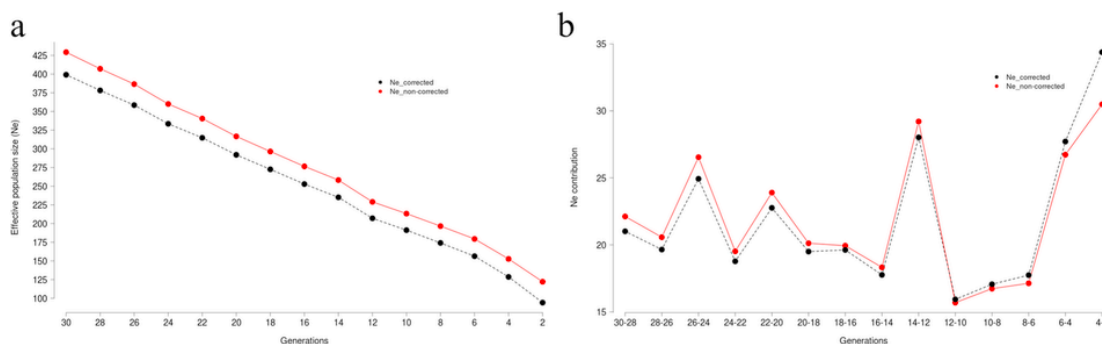 a
b
Effective population size (Ne)
425
400
375
350
325
300
275
250
225
200
175
150
125
100
Ne_corrected
Ne_non-corrected
30 28 26 24 22 20 18 16 14 12 10 8 6 4 2
Generations
Ne contribution
35
30
25
20
15
Ne_corrected
Ne_non-corrected
30-28 28-26 26-24 24-22 22-20 20-18 18-16 16-14 14-12 12-10 10-8 8-6 6-4 4-
Generations